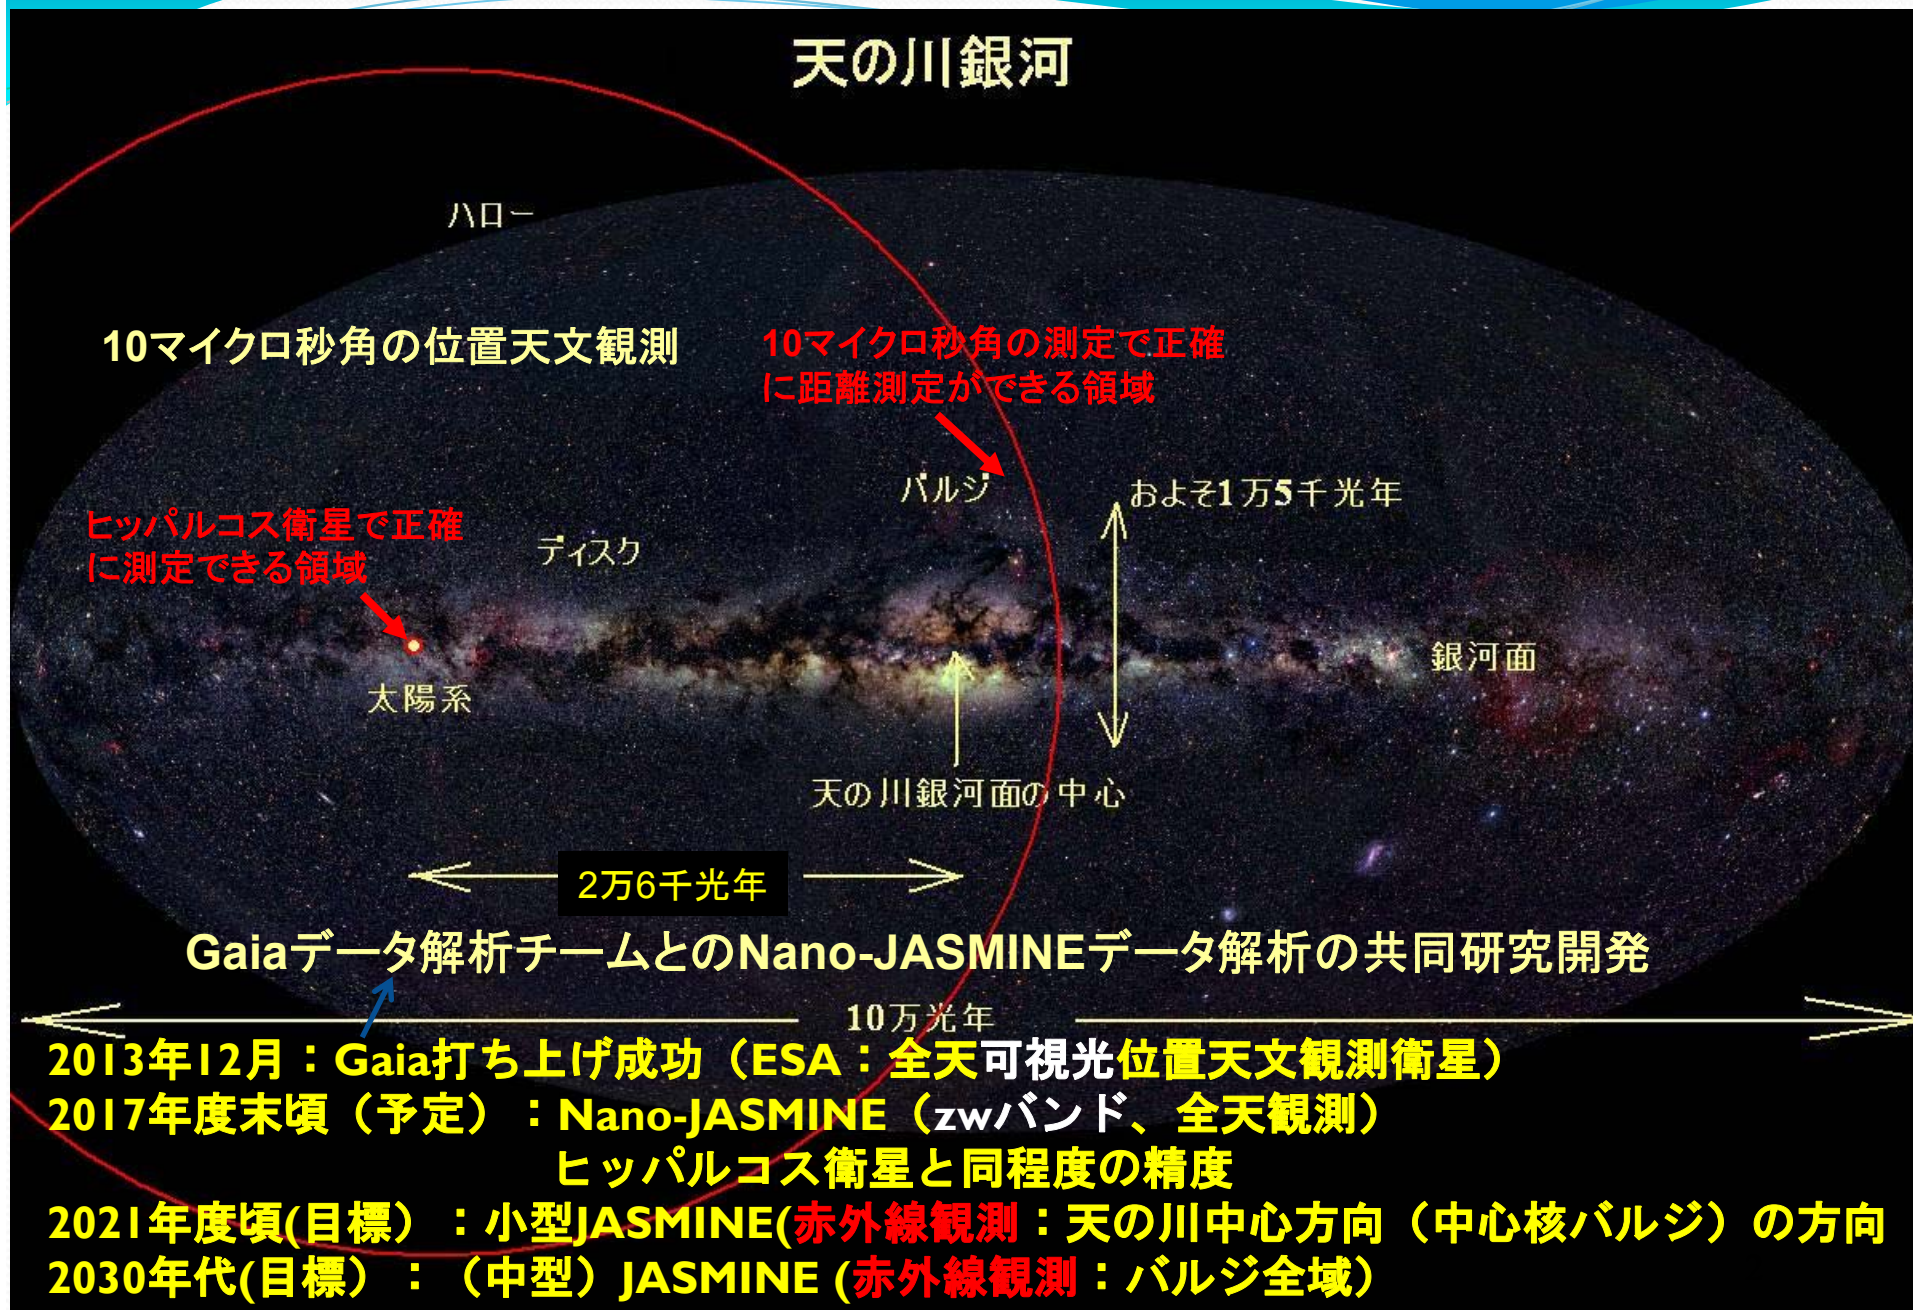 天の川銀河
ハロー
10マイクロ秒角の位置天文観測
10マイクロ秒角の測定で正確
に距離測定ができる領域
バルジ
およそ1万5千光年
ヒッパルコス衛星で正確
に測定できる領域
ディスク
銀河面
太陽系
天の川銀河面の中心
2万6千光年
Gaiaデータ解析チームとのNano-JASMINEデータ解析の共同研究開発
10万光年
2013年12月：Gaia打ち上げ成功（ESA：全天可視光位置天文観測衛星）
2017年度末頃（予定）：Nano-JASMINE（zwバンド、全天観測）
ヒッパルコス衛星と同程度の精度
2021年度頃(目標）：小型JASMINE(赤外線観測：天の川中心方向（中心核バルジ）の方向
2030年代(目標）：（中型）JASMINE (赤外線観測：バルジ全域）